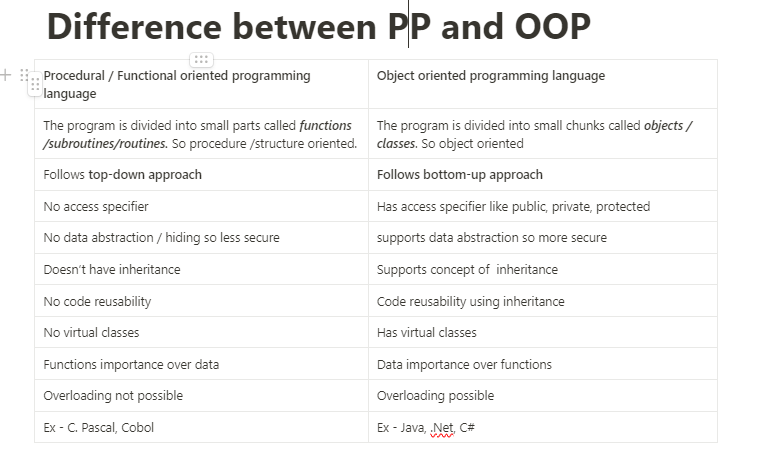 Difference between PP and OOP
Procedural / Functional oriented programming
language
Object oriented programming language
The program is divided into small parts called functions
/subroutines/routines. So procedure /structure oriented.
The program is divided into small chunks called objects /
classes. So object oriented
Follows top-down approach
Follows bottom-up approach
No access specifier
Has access specifier like public, private, protected
No data abstraction / hiding so less secure
supports data abstraction so more secure
Doesn't have inheritance
Supports concept of  inheritance
No code reusability
Code reusability using inheritance
No virtual classes
Has virtual classes
Functions importance over data
Data importance over functions
Overloading not possible
Overloading possible
Ex - C. Pascal, Cobol
Ex - Java, .Net, C#